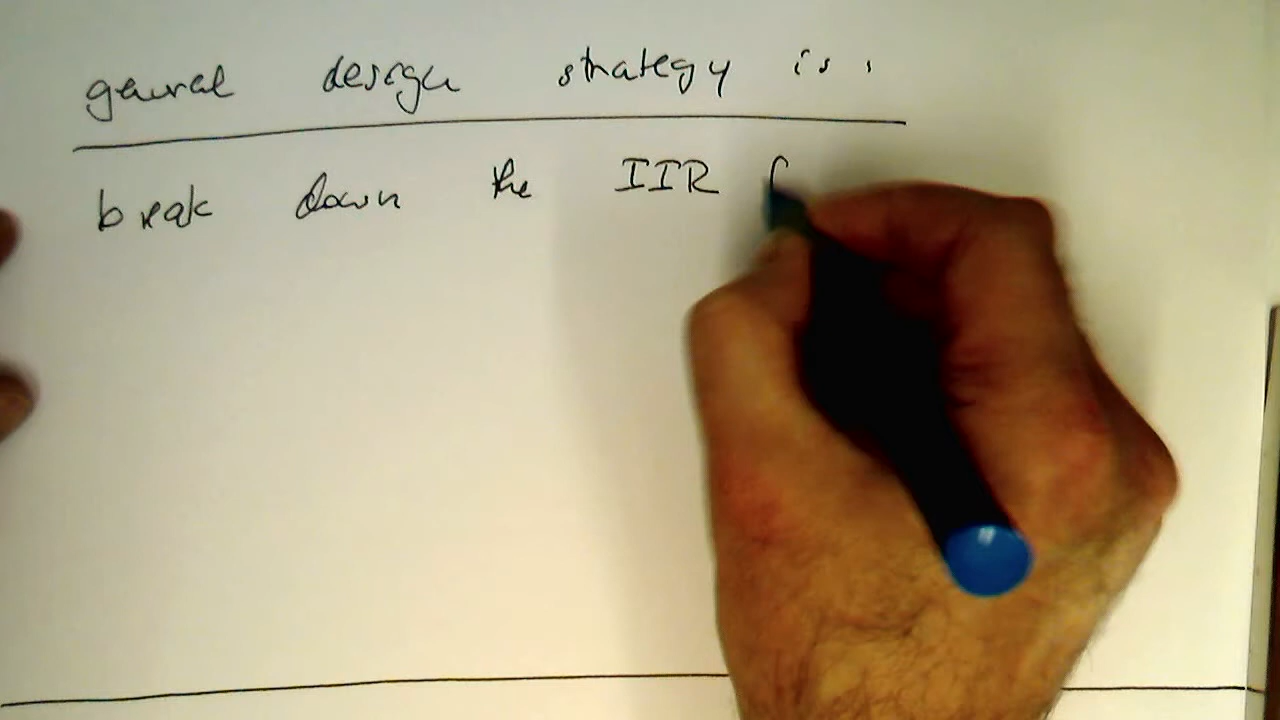 general design strategy is .
break down the IIR f